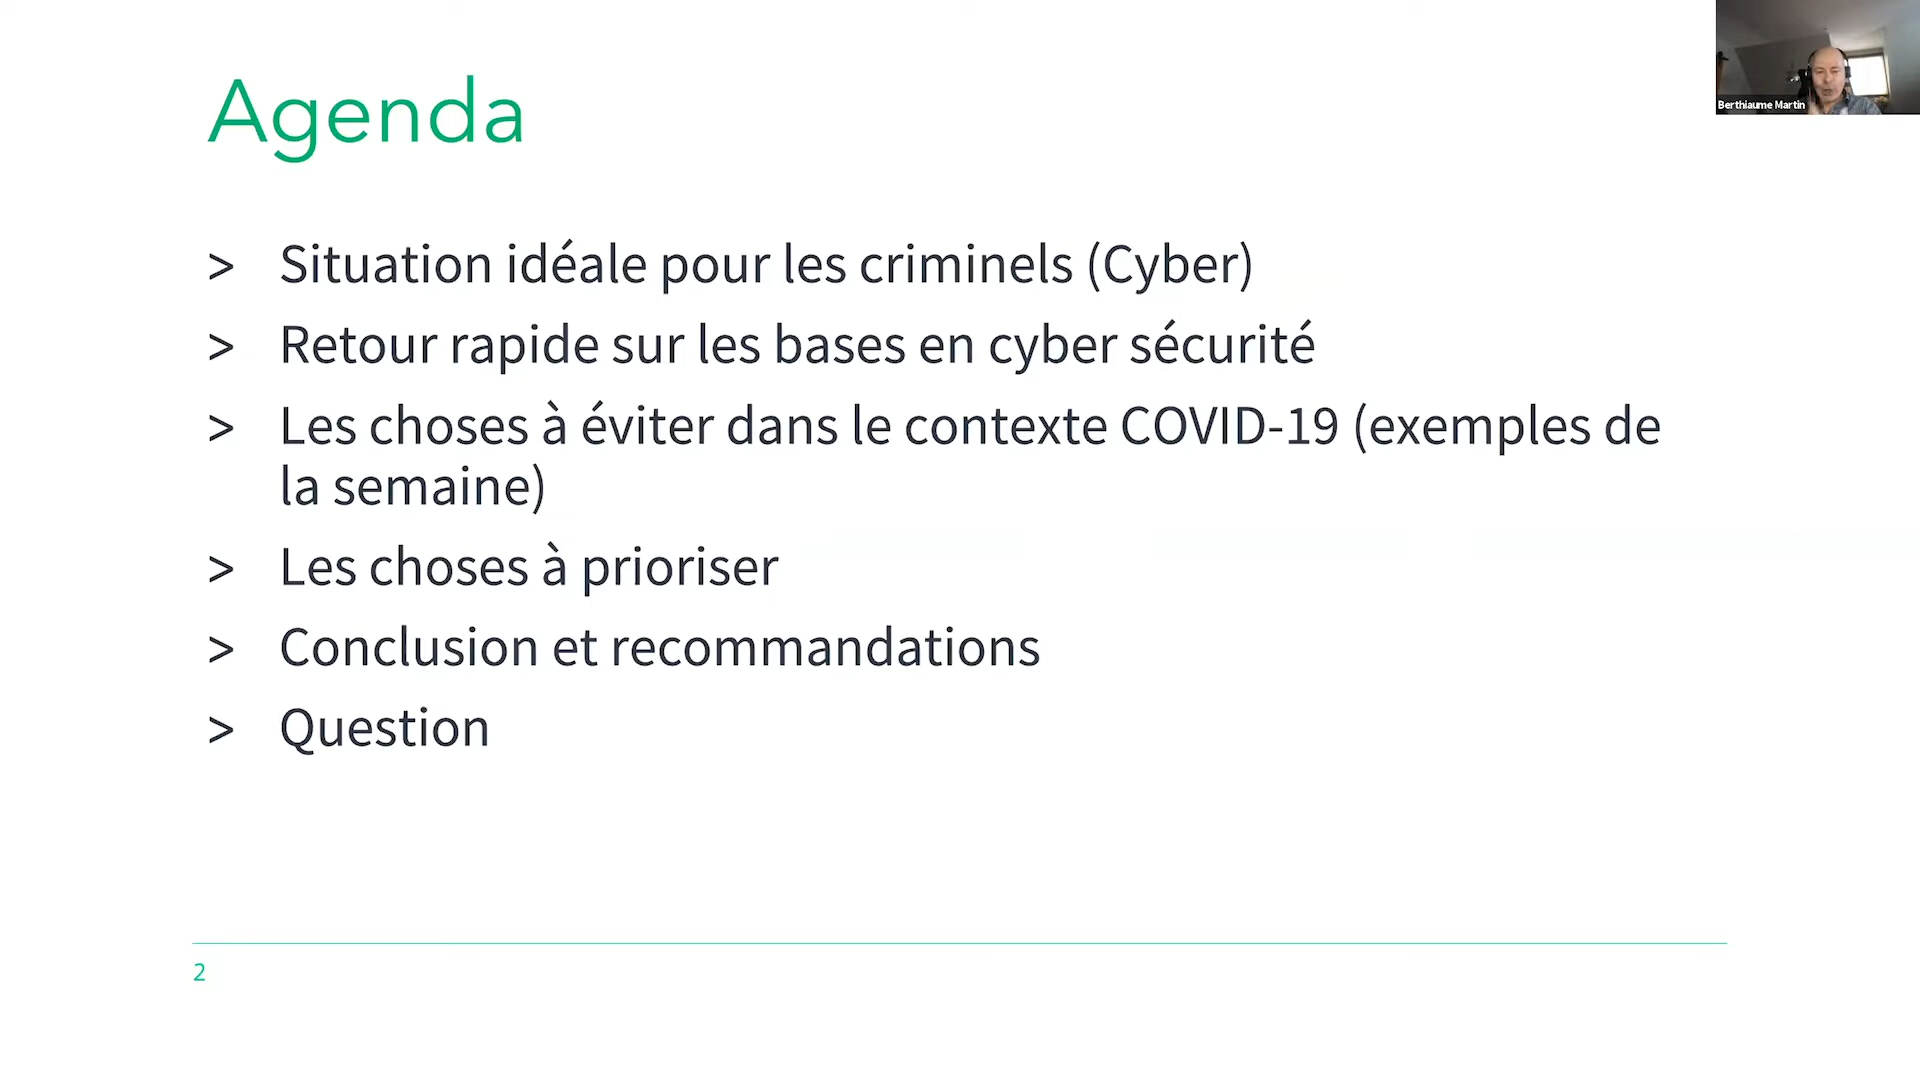 Agenda
Berthiaume Martin
> Situation idéale pour les criminels (Cyber)
> Retour rapide sur les bases en cyber sécurité
> Les choses à éviter dans le contexte COVID-19 (exemples de
la semaine)
> Les choses à prioriser
> Conclusion et recommandations
> Question
2